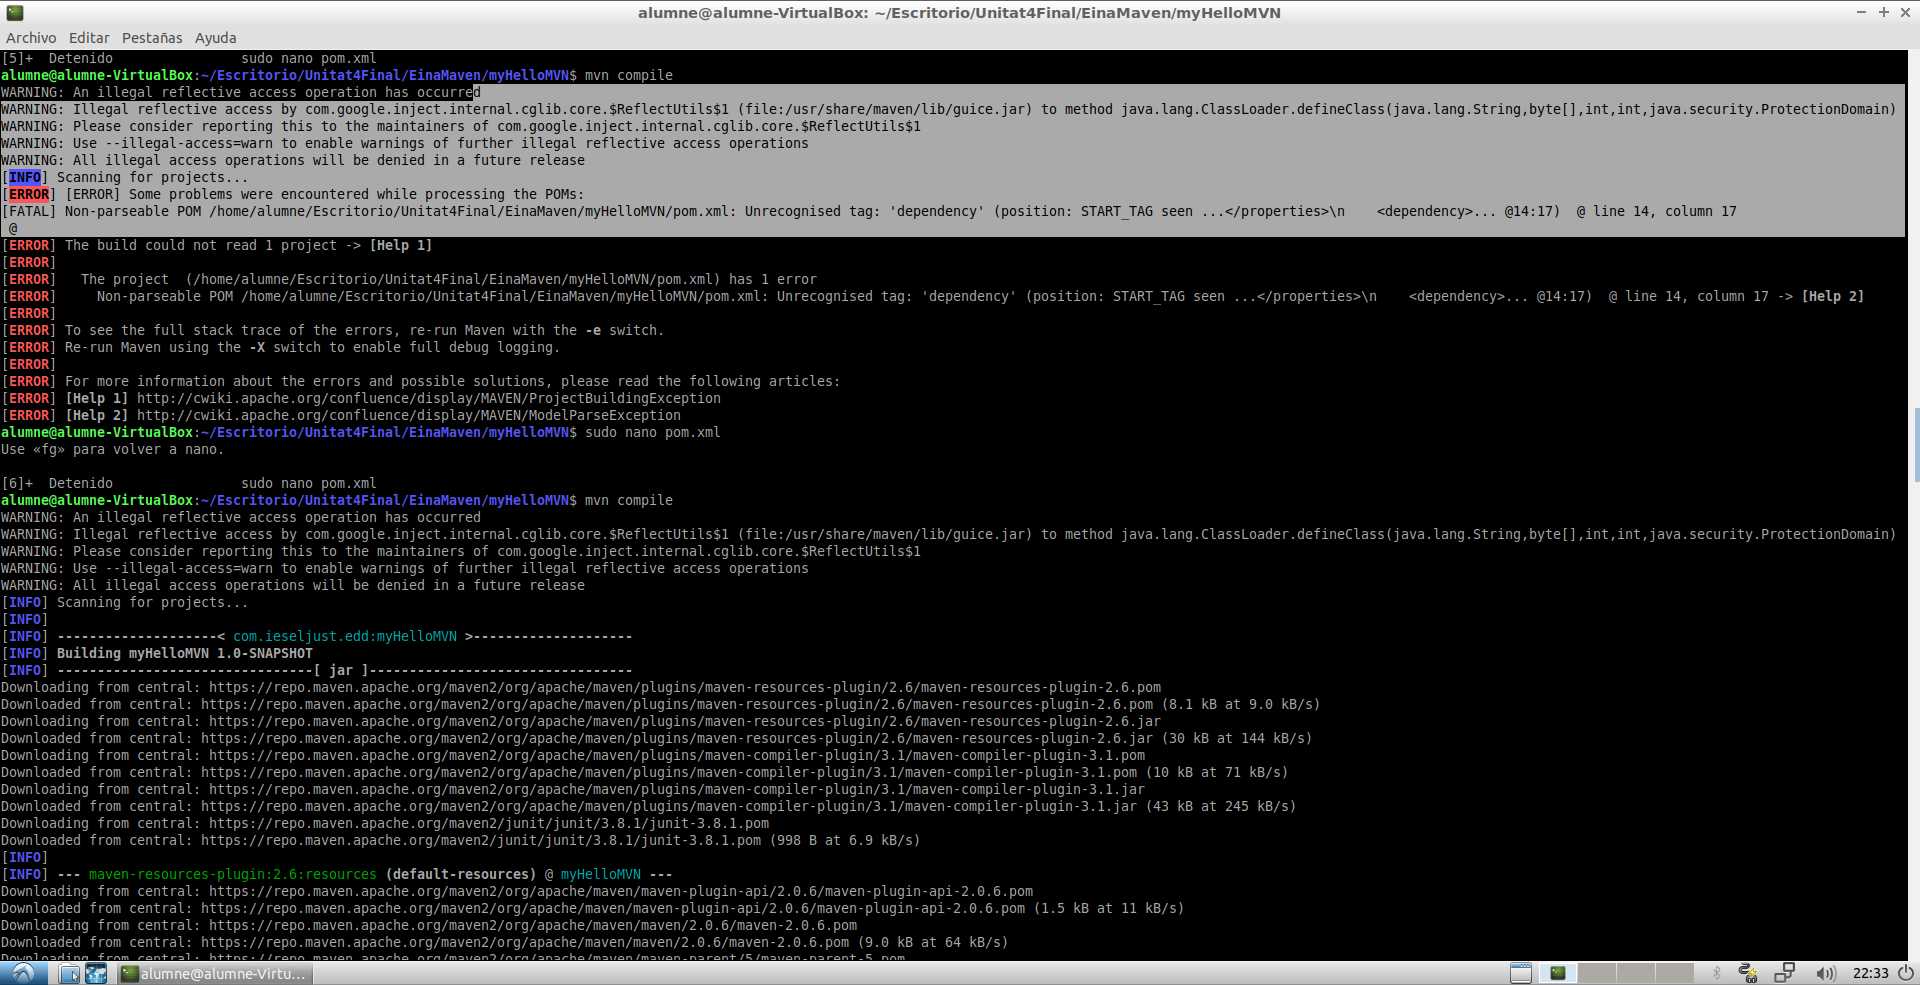 alumne@alumne-VirtualBox: ~/Escritorio/Unitat4Final/EinaMaven/myHelloMVN
Archivo Editar Pestañas Ayuda
[5]+  Detenido                sudo nano pom.xml
alumne@alumne-VirtualBox:~/Escritorio/Unitat4Final/EinaMaven/myHelloMVN$ mvn compile
WARNING: An illegal reflective access operation has occurred
WARNING: Illegal reflective access by com.google.inject.internal.cglib.core.$ReflectUtils$1 (file:/usr/share/maven/lib/guice.jar) to method java.lang.ClassLoader.defineClass(java.lang.String,byte[],int,int,java.security.ProtectionDomain)
WARNING: Please consider reporting this to the maintainers of com.google.inject.internal.cglib.core.$ReflectUtils$1
WARNING: Use --illegal-access=warn to enable warnings of further illegal reflective access operations
WARNING: All illegal access operations will be denied in a future release
[INFO] Scanning for projects...
[ERROR] [ERROR] Some problems were encountered while processing the POMs:
[FATAL] Non-parseable POM /home/alumne/Escritorio/Unitat4Final/EinaMaven/myHelloMVN/pom.xml: Unrecognised tag: 'dependency' (position: START_TAG seen ...</properties>\n    <dependency>... @14:17)  @ line 14, column 17
 @
[ERROR] The build could not read 1 project -> [Help 1]
[ERROR]
[ERROR]   The project  (/home/alumne/Escritorio/Unitat4Final/EinaMaven/myHelloMVN/pom.xml) has 1 error
[ERROR]     Non-parseable POM /home/alumne/Escritorio/Unitat4Final/EinaMaven/myHelloMVN/pom.xml: Unrecognised tag: 'dependency' (position: START_TAG seen ...</properties>\n    <dependency>... @14:17)  @ line 14, column 17 -> [Help 2]
[ERROR]
[ERROR] To see the full stack trace of the errors, re-run Maven with the -e switch.
[ERROR] Re-run Maven using the -X switch to enable full debug logging.
[ERROR]
[ERROR] For more information about the errors and possible solutions, please read the following articles:
[ERROR] [Help 1] http://cwiki.apache.org/confluence/display/MAVEN/ProjectBuildingException
[ERROR] [Help 2] http://cwiki.apache.org/confluence/display/MAVEN/ModelParseException
alumne@alumne-VirtualBox:~/Escritorio/Unitat4Final/EinaMaven/myHelloMVN$ sudo nano pom.xml
Use «fg» para volver a nano.
[6]+  Detenido                sudo nano pom.xml
alumne@alumne-VirtualBox:~/Escritorio/Unitat4Final/EinaMaven/myHelloMVN$ mvn compile
WARNING: An illegal reflective access operation has occurred
WARNING: Illegal reflective access by com.google.inject.internal.cglib.core.$ReflectUtils$1 (file:/usr/share/maven/lib/guice.jar) to method java.lang.ClassLoader.defineClass(java.lang.String,byte[],int,int,java.security.ProtectionDomain)
WARNING: Please consider reporting this to the maintainers of com.google.inject.internal.cglib.core.$ReflectUtils$1
WARNING: Use --illegal-access=warn to enable warnings of further illegal reflective access operations
WARNING: All illegal access operations will be denied in a future release
[INFO] Scanning for projects...
[INFO]
[INFO] --------------------< com.ieseljust.edd:myHelloMVN >--------------------
[INFO] Building myHelloMVN 1.0-SNAPSHOT
[INFO] --------------------------------[ jar ]---------------------------------
Downloading from central: https://repo.maven.apache.org/maven2/org/apache/maven/plugins/maven-resources-plugin/2.6/maven-resources-plugin-2.6.pom
Downloaded from central: https://repo.maven.apache.org/maven2/org/apache/maven/plugins/maven-resources-plugin/2.6/maven-resources-plugin-2.6.pom (8.1 kB at 9.0 kB/s)
Downloading from central: https://repo.maven.apache.org/maven2/org/apache/maven/plugins/maven-resources-plugin/2.6/maven-resources-plugin-2.6.jar
Downloaded from central: https://repo.maven.apache.org/maven2/org/apache/maven/plugins/maven-resources-plugin/2.6/maven-resources-plugin-2.6.jar (30 kB at 144 kB/s)
Downloading from central: https://repo.maven.apache.org/maven2/org/apache/maven/plugins/maven-compiler-plugin/3.1/maven-compiler-plugin-3.1.pom
Downloaded from central: https://repo.maven.apache.org/maven2/org/apache/maven/plugins/maven-compiler-plugin/3.1/maven-compiler-plugin-3.1.pom (10 kB at 71 kB/s)
Downloading from central: https://repo.maven.apache.org/maven2/org/apache/maven/plugins/maven-compiler-plugin/3.1/maven-compiler-plugin-3.1.jar
Downloaded from central: https://repo.maven.apache.org/maven2/org/apache/maven/plugins/maven-compiler-plugin/3.1/maven-compiler-plugin-3.1.jar (43 kB at 245 kB/s)
Downloading from central: https://repo.maven.apache.org/maven2/junit/junit/3.8.1/junit-3.8.1.pom
Downloaded from central: https://repo.maven.apache.org/maven2/junit/junit/3.8.1/junit-3.8.1.pom (998 B at 6.9 kB/s)
[INFO]
[INFO] --- maven-resources-plugin:2.6:resources (default-resources) @ myHelloMVN ---
Downloading from central: https://repo.maven.apache.org/maven2/org/apache/maven/maven-plugin-api/2.0.6/maven-plugin-api-2.0.6.pom
Downloaded from central: https://repo.maven.apache.org/maven2/org/apache/maven/maven-plugin-api/2.0.6/maven-plugin-api-2.0.6.pom (1.5 kB at 11 kB/s)
Downloading from central: https://repo.maven.apache.org/maven2/org/apache/maven/maven/2.0.6/maven-2.0.6.pom
Downloaded from central: https://repo.maven.apache.org/maven2/org/apache/maven/maven/2.0.6/maven-2.0.6.pom (9.0 kB at 64 kB/s)
Downloading from central: https://repo.maven.apache.org/maven2/org/apache/maven/maven-parent/5/maven-parent-5.pom
alumne@alumne-Virtu...
22:33